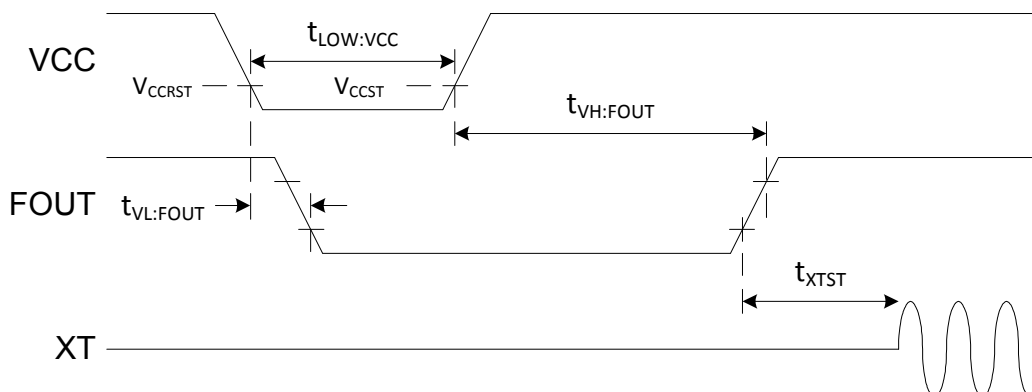 VCC
tLOW:VCC
VCCRST
VCCST
tVH:FOUT
FOUT
tVL:FOUT
tXTST
XT